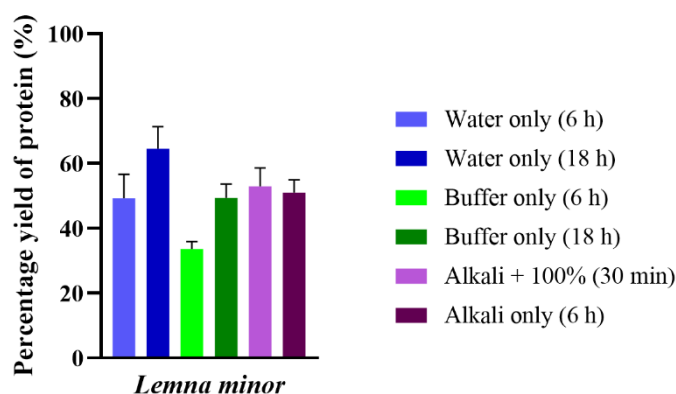 Percentage yield of protein (%)
100
80
60
40
20
0
Lemna minor
Water only (6 h)
Water only (18 h)
Buffer only (6 h)
Buffer only (18 h)
Alkali + 100% (30 min)
Alkali only (6 h)